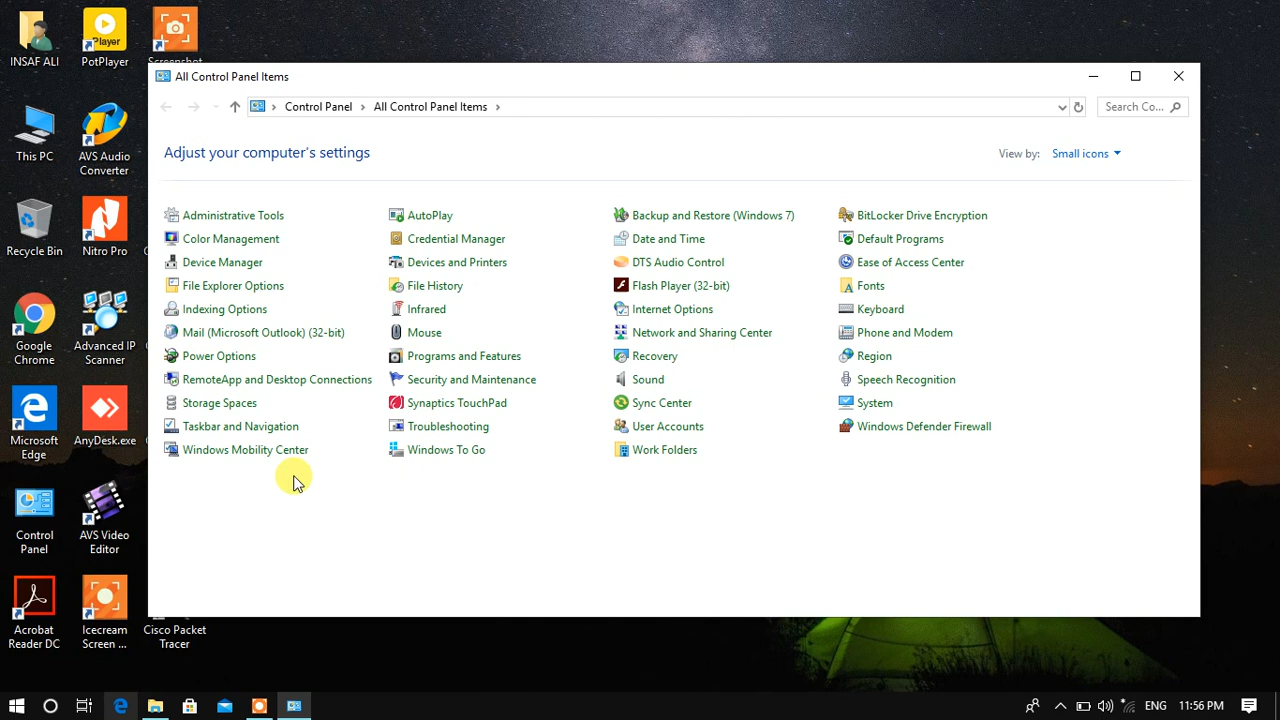 INSAF ALI
PotPlayer
Screenshot
This PC
AVS Audio
Converter
Recycle Bin
Nitro Pro
Google
Chrome
Advanced IP
Scanner
Microsoft
Edge
AnyDesk.exe
Control
Panel
AVS Video
Editor
Acrobat
Reader DC
Icecream
Screen ...
Cisco Packet
Tracer
Player
All Control Panel Items
Control Panel > All Control Panel Items >
Search Co...
Adjust your computer's settings
View by: Small icons
Administrative Tools
AutoPlay
Backup and Restore (Windows 7)
BitLocker Drive Encryption
Color Management
Credential Manager
Date and Time
Default Programs
Device Manager
Devices and Printers
DTS Audio Control
Ease of Access Center
File Explorer Options
File History
Flash Player (32-bit)
Fonts
Indexing Options
Infrared
Internet Options
Keyboard
Mail (Microsoft Outlook) (32-bit)
Mouse
Network and Sharing Center
Phone and Modem
Power Options
Programs and Features
Recovery
Region
RemoteApp and Desktop Connections
Security and Maintenance
Sound
Speech Recognition
Storage Spaces
Synaptics TouchPad
Sync Center
System
Taskbar and Navigation
Troubleshooting
User Accounts
Windows Defender Firewall
Windows Mobility Center
Windows To Go
Work Folders
ENG
11:56 PM